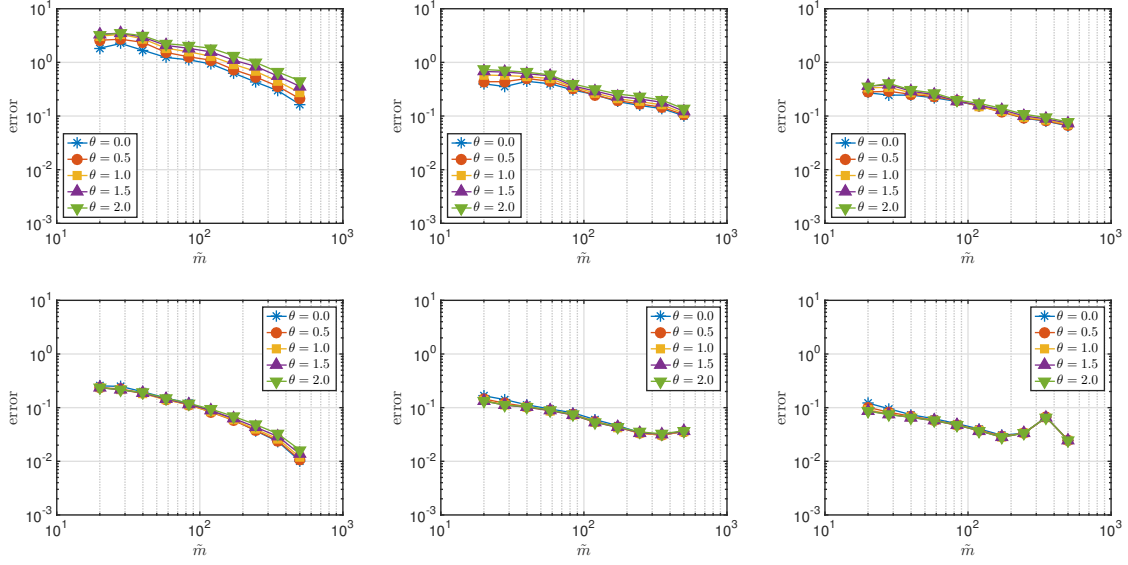 10^1
10^0
10^-1
10^-2
10^-3
error
θ = 0.0
θ = 0.5
θ = 1.0
θ = 1.5
θ = 2.0
10^1 10^2 10^3
m̃
10^1
10^0
10^-1
10^-2
10^-3
error
θ = 0.0
θ = 0.5
θ = 1.0
θ = 1.5
θ = 2.0
10^1 10^2 10^3
m̃
10^1
10^0
10^-1
10^-2
10^-3
error
θ = 0.0
θ = 0.5
θ = 1.0
θ = 1.5
θ = 2.0
10^1 10^2 10^3
m̃
10^1
10^0
10^-1
10^-2
10^-3
error
θ = 0.0
θ = 0.5
θ = 1.0
θ = 1.5
θ = 2.0
10^1 10^2 10^3
m̃
10^1
10^0
10^-1
10^-2
10^-3
error
θ = 0.0
θ = 0.5
θ = 1.0
θ = 1.5
θ = 2.0
10^1 10^2 10^3
m̃
10^1
10^0
10^-1
10^-2
10^-3
error
θ = 0.0
θ = 0.5
θ = 1.0
θ = 1.5
θ = 2.0
10^1 10^2 10^3
m̃